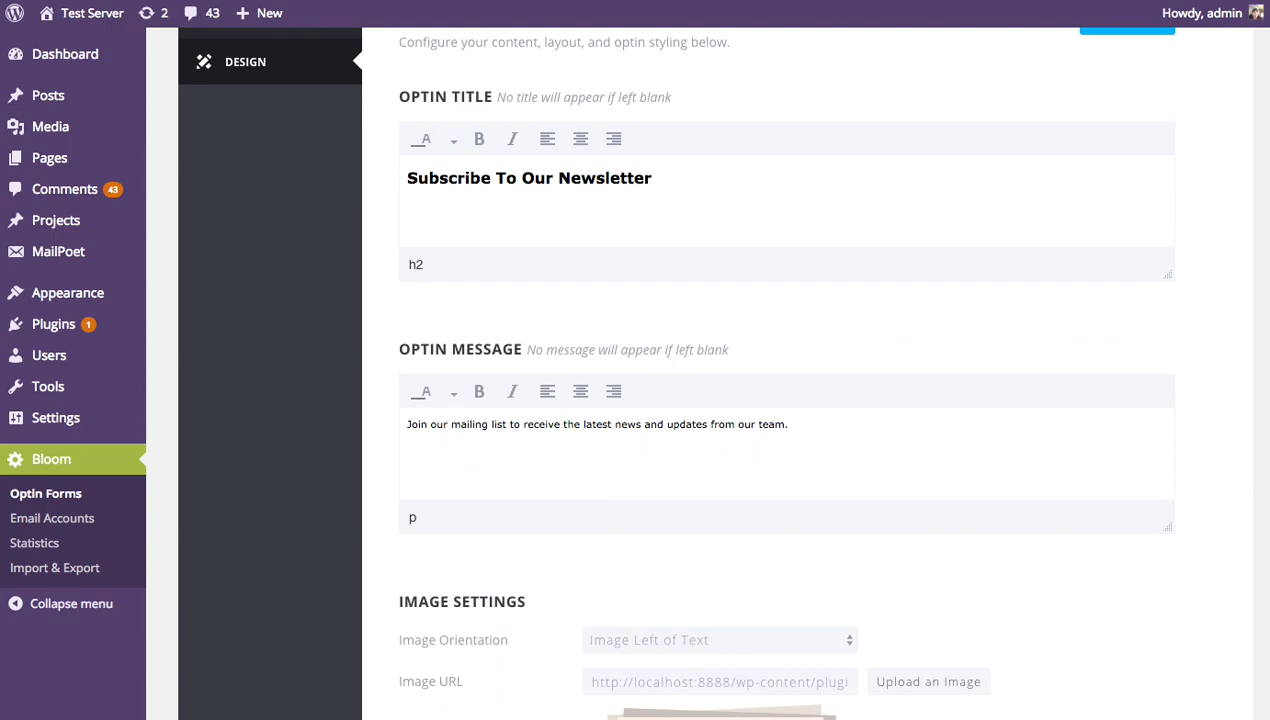 Test Server
2
43
New
Howdy, admin
Dashboard
Posts
Media
Pages
Comments 43
Projects
MailPoet
Appearance
Plugins 1
Users
Tools
Settings
Bloom
Optin Forms
Email Accounts
Statistics
Import & Export
Collapse menu
DESIGN
Configure your content, layout, and optin styling below.
OPTIN TITLE No title will appear if left blank
A B I
Subscribe To Our Newsletter
h2
OPTIN MESSAGE No message will appear if left blank
A B I
Join our mailing list to receive the latest news and updates from our team.
p
IMAGE SETTINGS
Image Orientation Image Left of Text
Image URL http://localhost:8888/wp-content/plugi Upload an Image